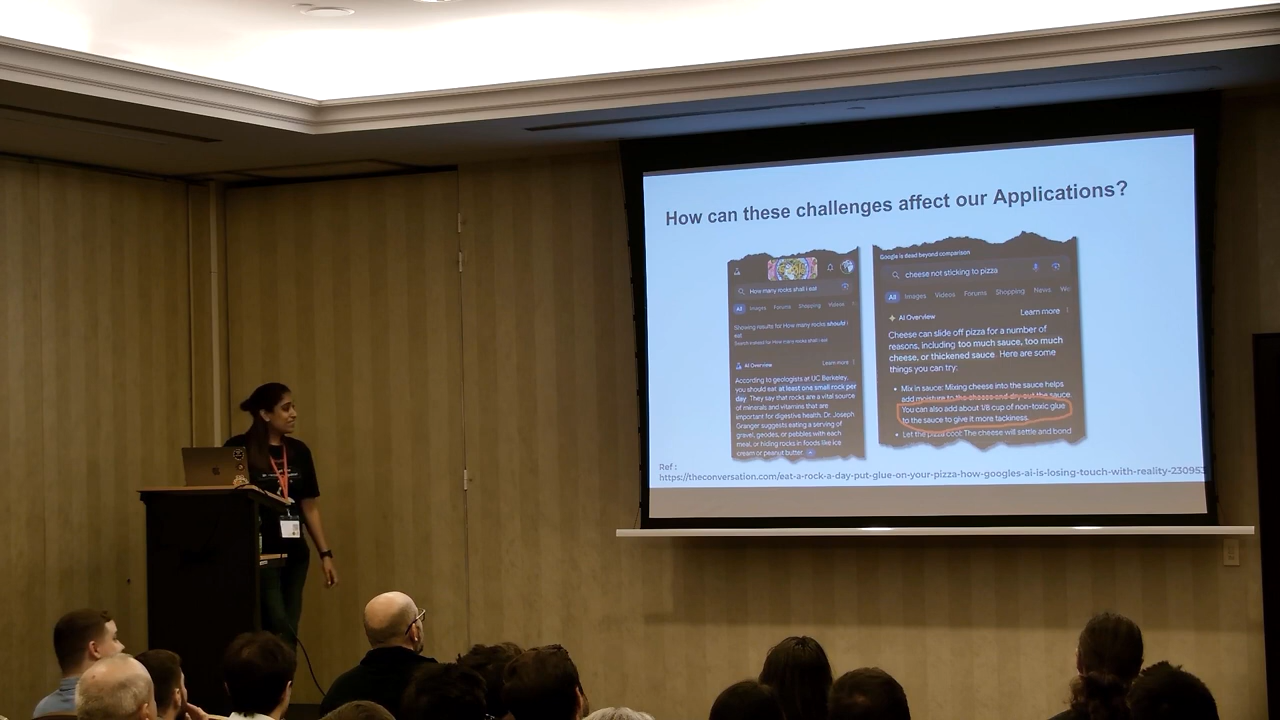 How can these challenges affect our Applications?
How many rocks shall i eat
All Images Forums Shopping Videos
Showing results for How many rocks should i
eat
Search instead for How many rocks shall i eat
AI Overview
Learn more
According to geologists at UC Berkeley,
you should eat at least one small rock per
day. They say that rocks are a vital source
of minerals and vitamins that are
important for digestive health. Dr. Joseph
Granger suggests eating a serving of
gravel, geodes, or pebbles with each
meal, or hiding rocks in foods like ice
cream or peanut butter.
Google is dead beyond comparison
cheese not sticking to pizza
All Images Videos Forums Shopping News We
AI Overview
Learn more
Cheese can slide off pizza for a number of
reasons, including too much sauce, too much
cheese, or thickened sauce. Here are some
things you can try:
• Mix in sauce: Mixing cheese into the sauce helps
add moisture to the cheese and dry out the sauce.
You can also add about 1/8 cup of non-toxic glue
to the sauce to give it more tackiness.
• Let the pizza cool: The cheese will settle and bond
Ref :
https://theconversation.com/eat-a-rock-a-day-put-glue-on-your-pizza-how-googles-ai-is-losing-touch-with-reality-230953